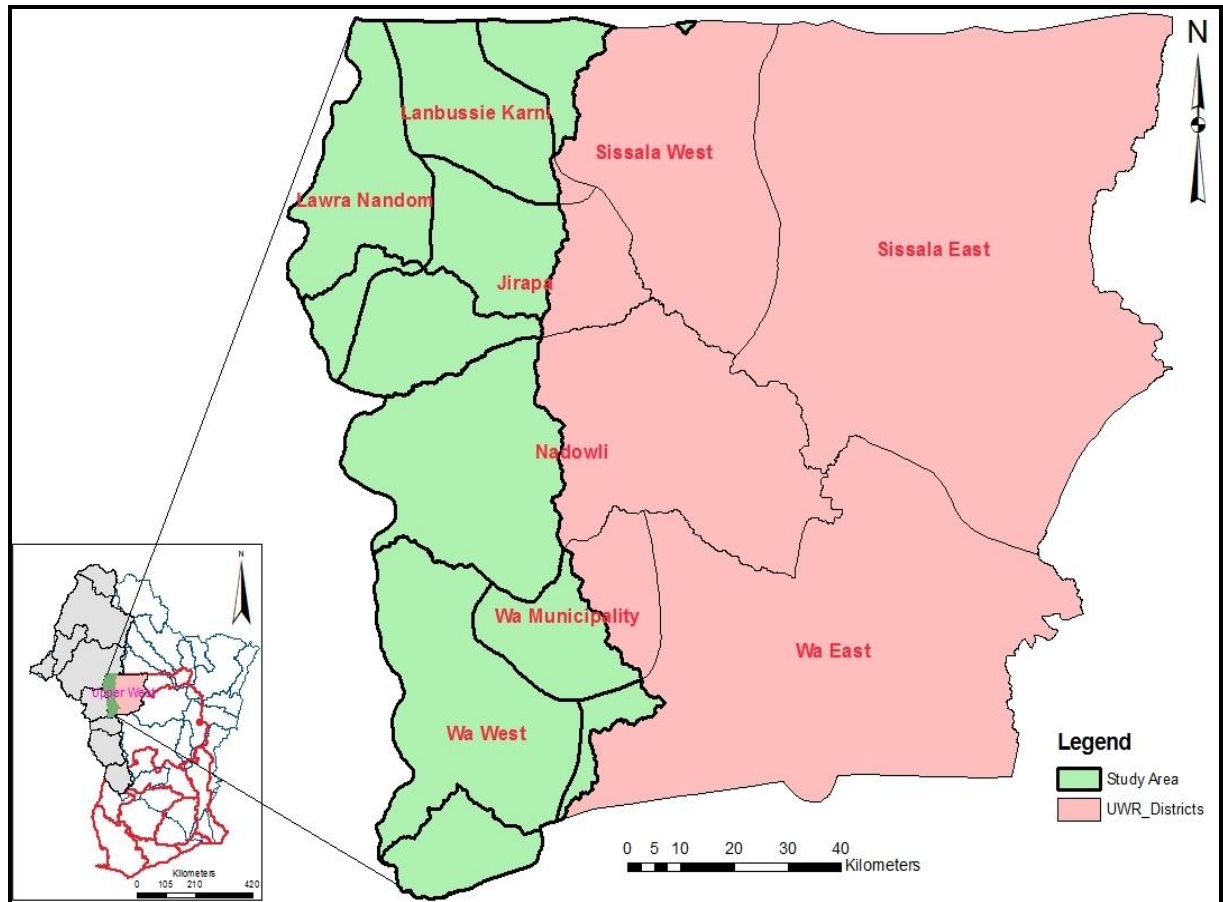 N
Lanbussie Karni
Sissala West
Lawra Nandom
Sissala East
Jirapa
Nadowli
Wa Municipality
Wa East
Wa West
Legend
Study Area
UWR_Districts
0 5 10 20 30 40
Kilometers
N
Upper West
Kilometers
0 105 210 420